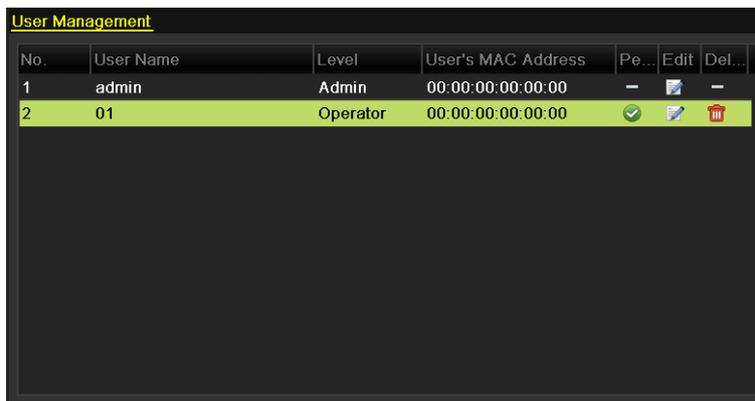 User Management
No. User Name Level User's MAC Address Pe... Edit Del...
1 admin Admin 00:00:00:00:00:00 –
2 01 Operator 00:00:00:00:00:00